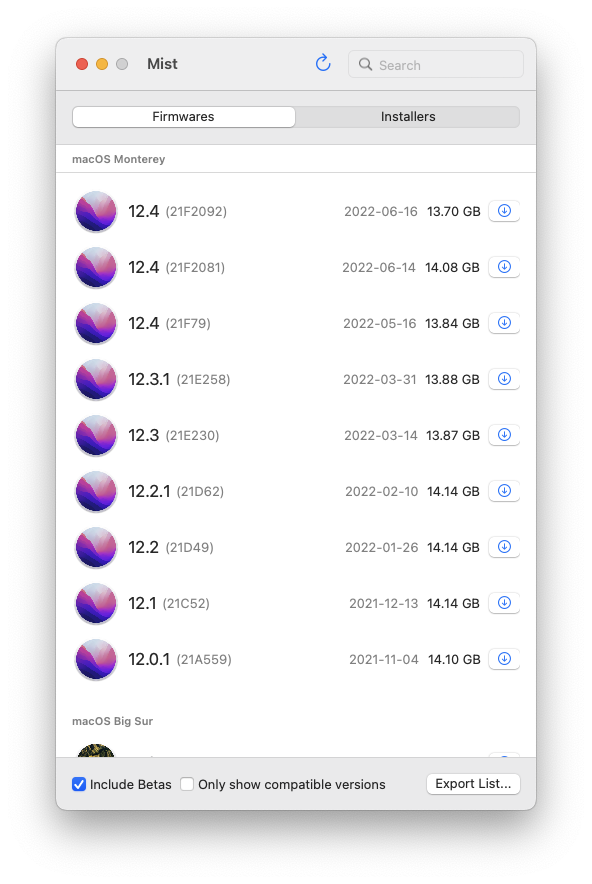 Mist
Search
Firmwares Installers
macOS Monterey
12.4 (21F2092) 2022-06-16 13.70 GB
12.4 (21F2081) 2022-06-14 14.08 GB
12.4 (21F79) 2022-05-16 13.84 GB
12.3.1 (21E258) 2022-03-31 13.88 GB
12.3 (21E230) 2022-03-14 13.87 GB
12.2.1 (21D62) 2022-02-10 14.14 GB
12.2 (21D49) 2022-01-26 14.14 GB
12.1 (21C52) 2021-12-13 14.14 GB
12.0.1 (21A559) 2021-11-04 14.10 GB
macOS Big Sur
Include Betas Only show compatible versions Export List...